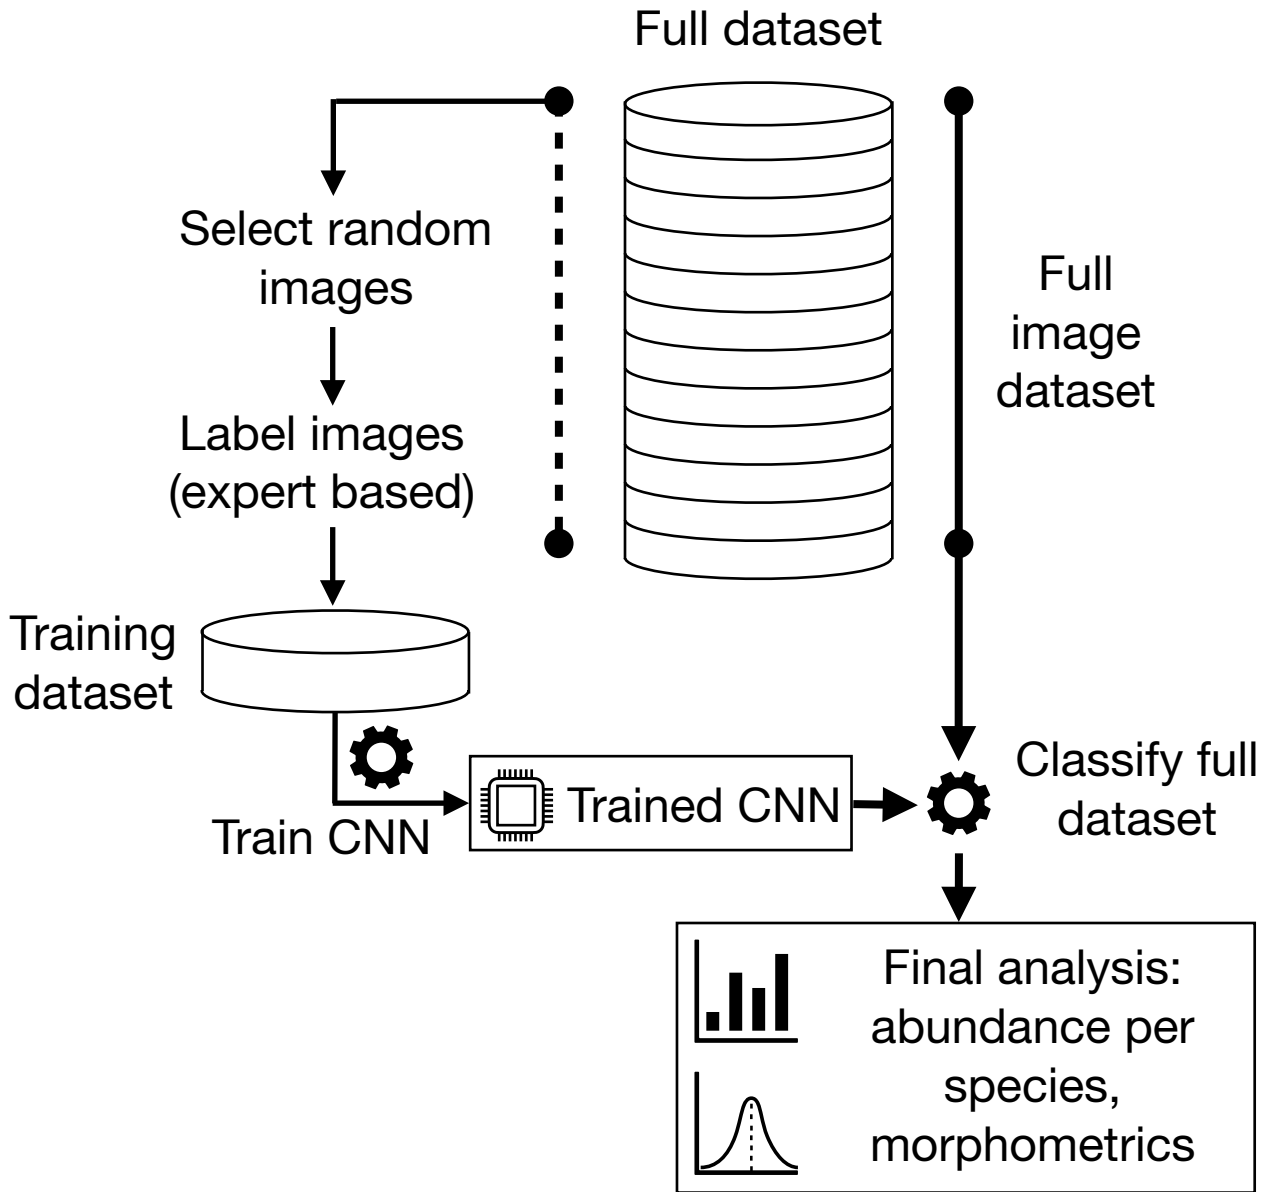 Full dataset
Select random
images
Label images
(expert based)
Full
image
dataset
Training
dataset
Train CNN
Trained CNN
Classify full
dataset
Final analysis:
abundance per
species,
morphometrics